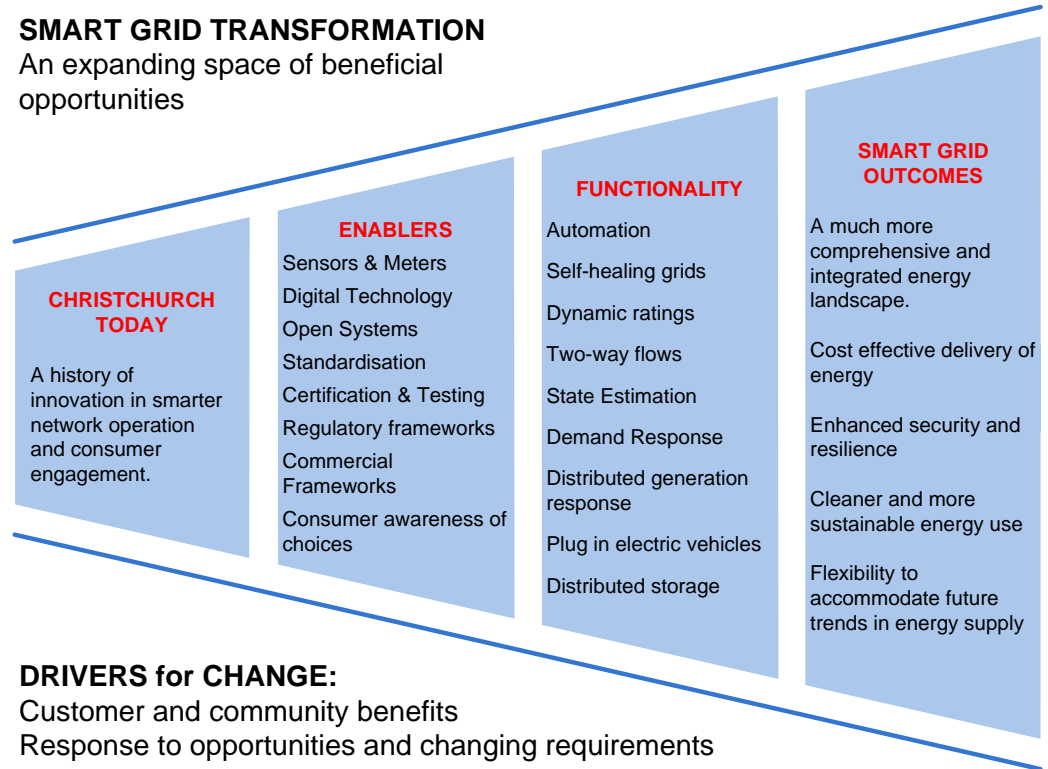 SMART GRID TRANSFORMATION
An expanding space of beneficial
opportunities
CHRISTCHURCH
TODAY
A history of
innovation in smarter
network operation
and consumer
engagement.
ENABLERS
Sensors & Meters
Digital Technology
Open Systems
Standardisation
Certification & Testing
Regulatory frameworks
Commercial
Frameworks
Consumer awareness of
choices
FUNCTIONALITY
Automation
Self-healing grids
Dynamic ratings
Two-way flows
State Estimation
Demand Response
Distributed generation
response
Plug in electric vehicles
Distributed storage
SMART GRID
OUTCOMES
A much more
comprehensive and
integrated energy
landscape.
Cost effective delivery of
energy
Enhanced security and
resilience
Cleaner and more
sustainable energy use
Flexibility to
accommodate future
trends in energy supply
DRIVERS for CHANGE:
Customer and community benefits
Response to opportunities and changing requirements